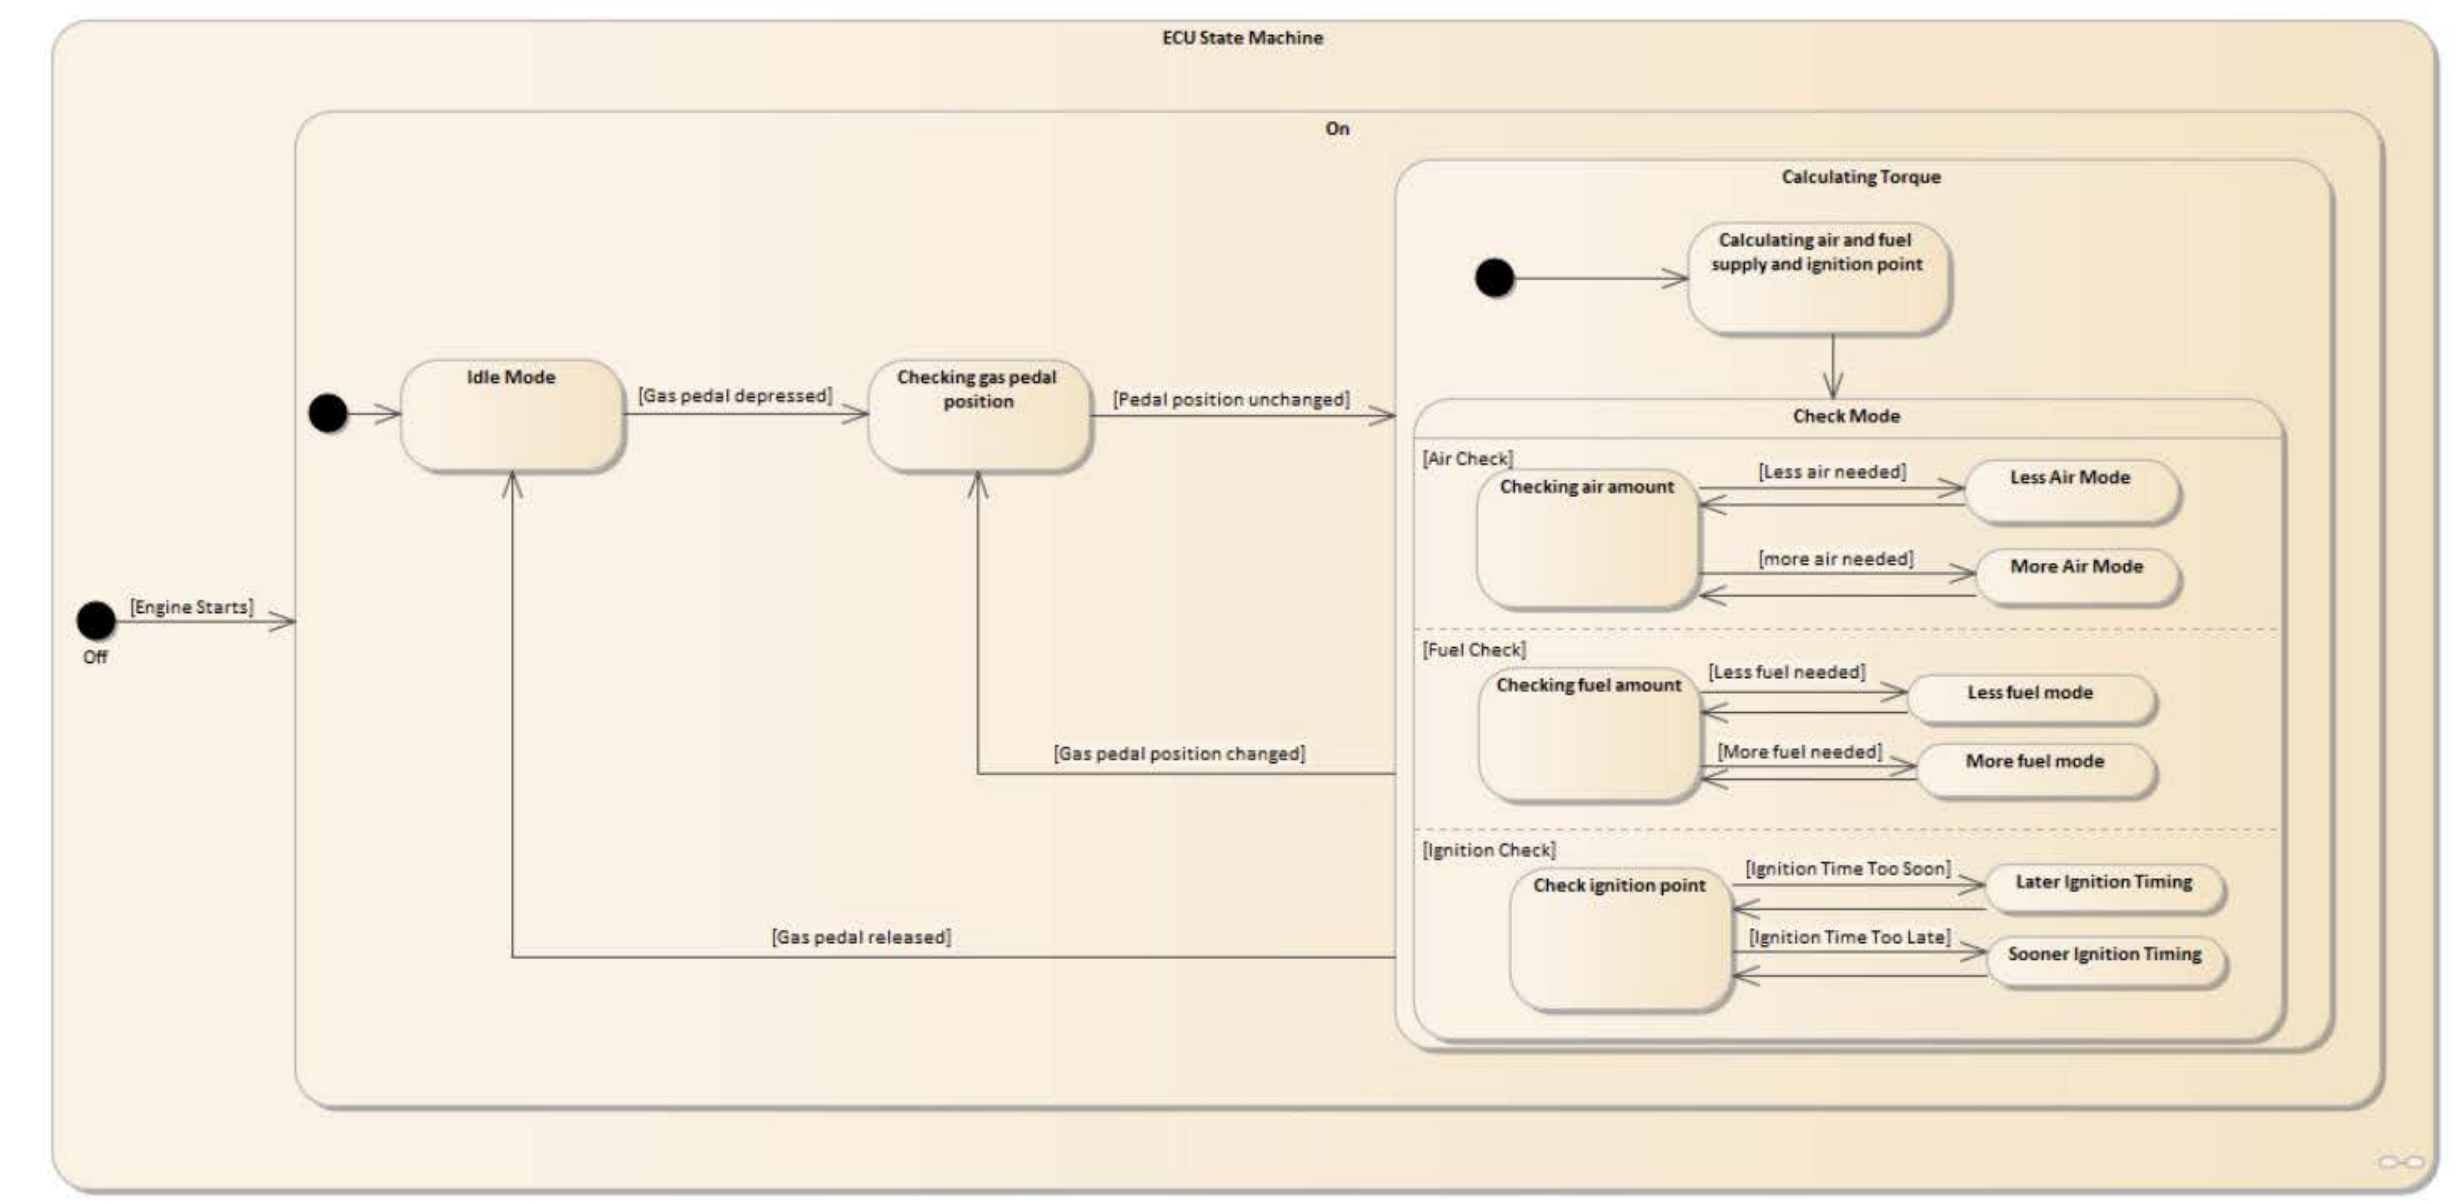 ECU State Machine
On
Calculating Torque
Calculating air and fuel
supply and ignition point
Idle Mode
[Gas pedal depressed]
Checking gas pedal
position
[Pedal position unchanged]
Check Mode
[Air Check]
Checking air amount
[Less air needed]
Less Air Mode
[more air needed]
More Air Mode
[Engine Starts]
Off
[Fuel Check]
Checking fuel amount
[Less fuel needed]
Less fuel mode
[More fuel needed]
More fuel mode
[Gas pedal position changed]
[Ignition Check]
Check ignition point
[Ignition Time Too Soon]
Later Ignition Timing
[Ignition Time Too Late]
Sooner Ignition Timing
[Gas pedal released]